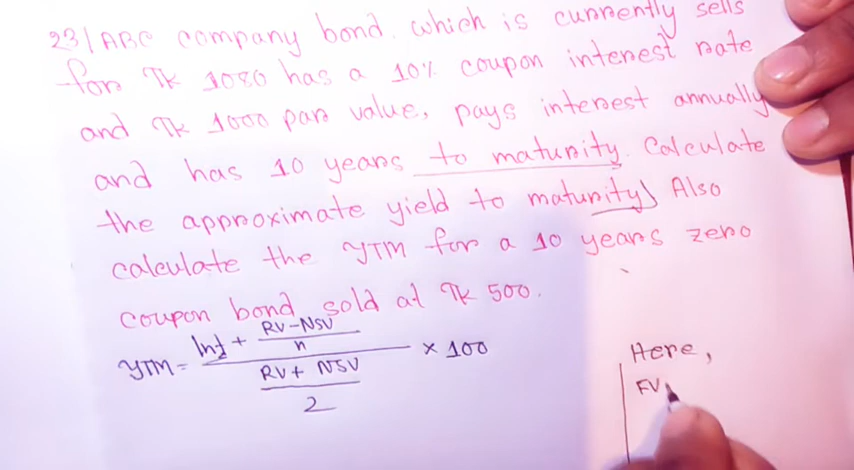 23/ ABC company bond. which is currently sells
for TK 1080 has a 10% coupon interest rate
and TK 1000 par value, pays interest annually
and has 10 years to maturity. Calculate
the approximate yield to maturity) Also
calculate the YTM for a 10 years zero
coupon bond sold at TK 500.
YTM = Int + RV-NSV / n
RV + NSV / 2
× 100
Here,
FV